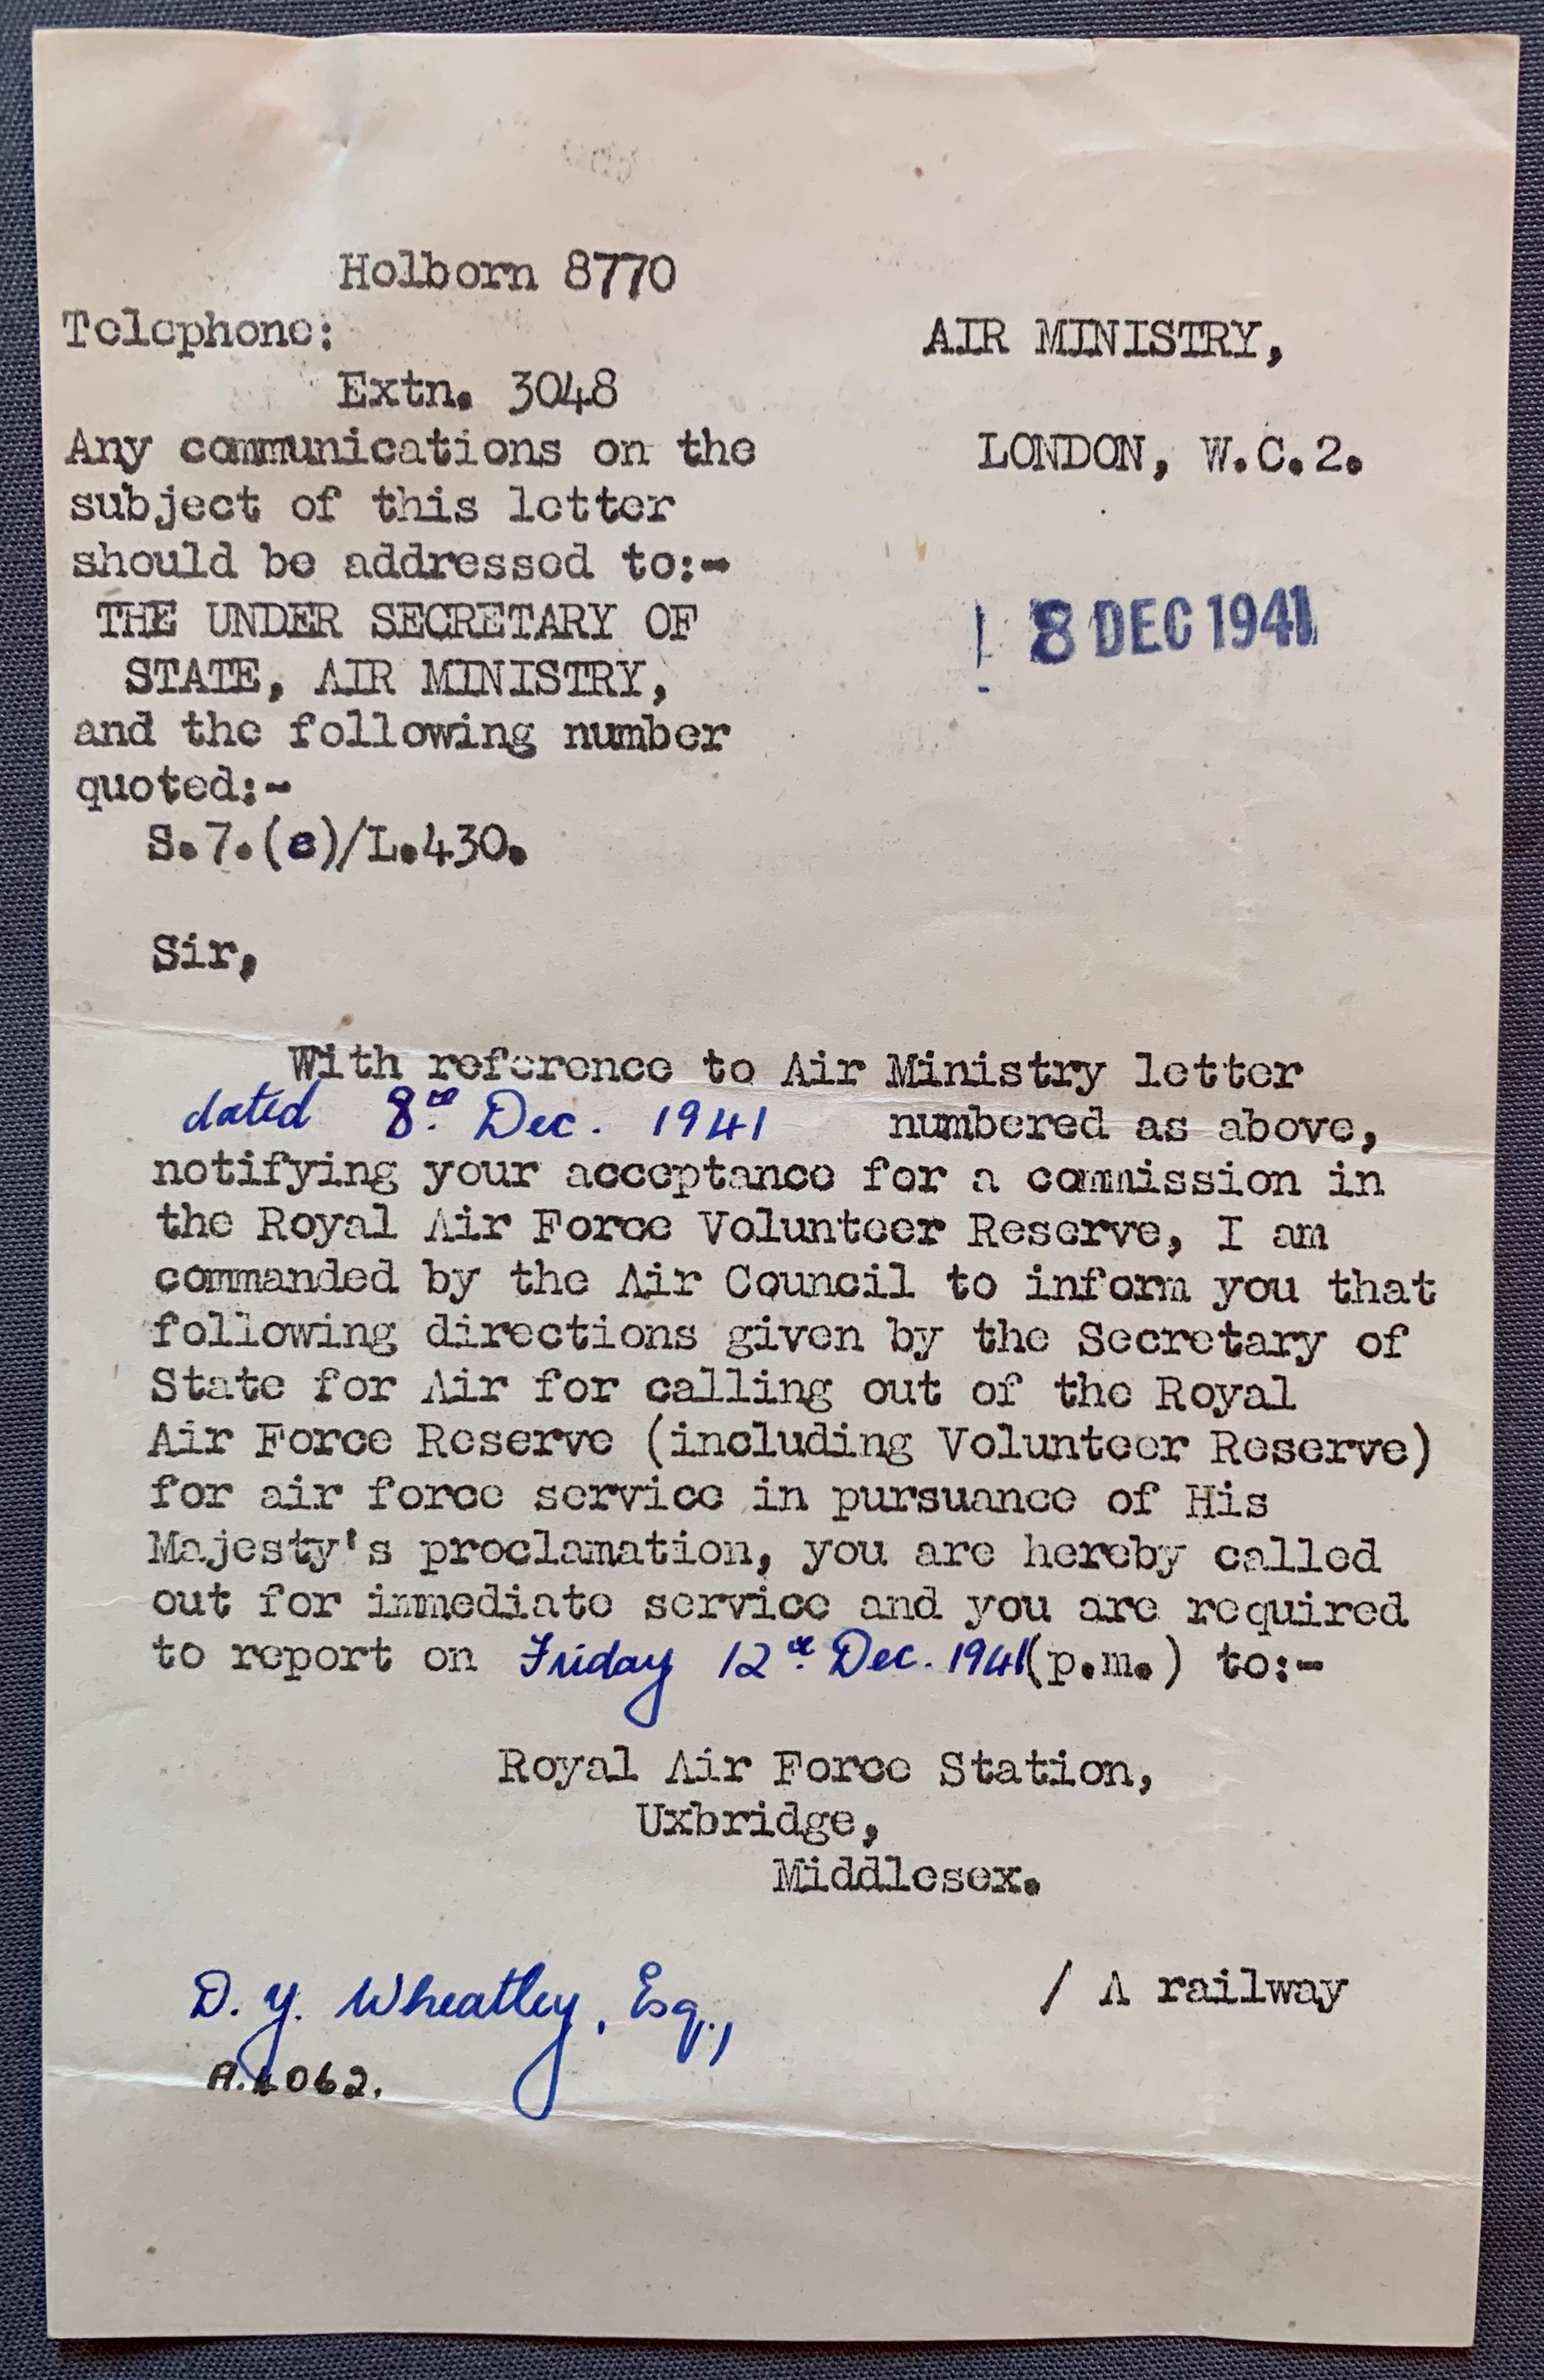 Holborn 8770
Telephone:
Extn. 3048
Any communications on the
subject of this letter
should be addressed to:-
THE UNDER SECRETARY OF
STATE, AIR MINISTRY,
and the following number
quoted:-
S.7.(e)/L.430.
AIR MINISTRY,
LONDON, W.C.2.
8 DEC 1941
Sir,
With reference to Air Ministry letter
dated 8th Dec. 1941 numbered as above,
notifying your acceptance for a commission in
the Royal Air Force Volunteer Reserve, I am
commanded by the Air Council to inform you that
following directions given by the Secretary of
State for Air for calling out of the Royal
Air Force Reserve (including Volunteer Reserve)
for air force service in pursuance of His
Majesty's proclamation, you are hereby called
out for immediate service and you are required
to report on Friday 12th Dec. 1941 (p.m.) to:-
Royal Air Force Station,
Uxbridge,
Middlesex.
D. Y. Wheatley, Esq.,
/ A railway